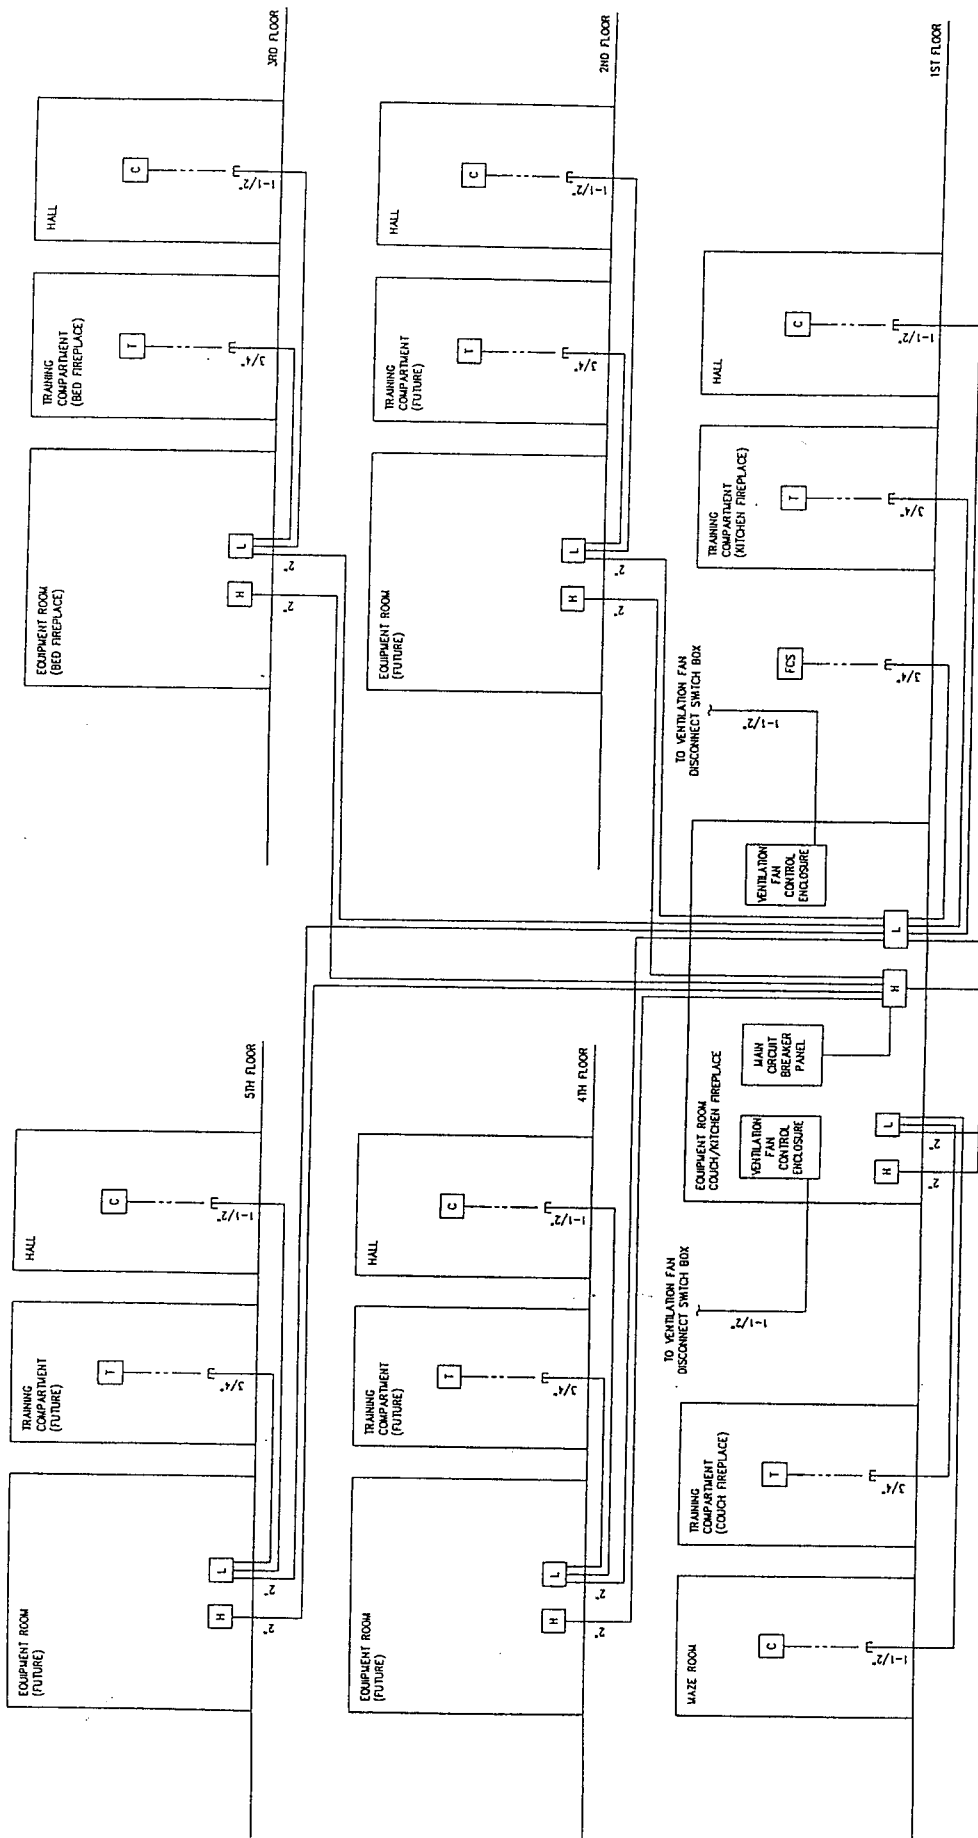 EQUIPMENT ROOM
(FUTURE)
H
L
2"
2"
TRAINING
COMPARTMENT
(FUTURE)
T
3/4"
HALL
C
1-1/2"
5TH FLOOR
EQUIPMENT ROOM
(BED FIREPLACE)
H
L
2"
2"
TRAINING
COMPARTMENT
(BED FIREPLACE)
T
3/4"
HALL
C
1-1/2"
3RD FLOOR
EQUIPMENT ROOM
(FUTURE)
H
L
2"
2"
TRAINING
COMPARTMENT
(FUTURE)
T
3/4"
HALL
C
1-1/2"
4TH FLOOR
EQUIPMENT ROOM
(FUTURE)
H
L
2"
2"
TRAINING
COMPARTMENT
(FUTURE)
T
3/4"
HALL
C
1-1/2"
2ND FLOOR
MAZE ROOM
C
1-1/2"
TRAINING
COMPARTMENT
(COUCH FIREPLACE)
T
3/4"
TO VENTILATION FAN
DISCONNECT SWITCH BOX
1-1/2"
EQUIPMENT ROOM
COUCH/KITCHEN FIREPLACE
VENTILATION
FAN
CONTROL
ENCLOSURE
H
L
2"
2"
MAIN
CIRCUIT
BREAKER
PANEL
H
L
VENTILATION
FAN
CONTROL
ENCLOSURE
TO VENTILATION FAN
DISCONNECT SWITCH BOX
1-1/2"
FCS
3/4"
TRAINING
COMPARTMENT
(KITCHEN FIREPLACE)
T
3/4"
HALL
C
1-1/2"
1ST FLOOR